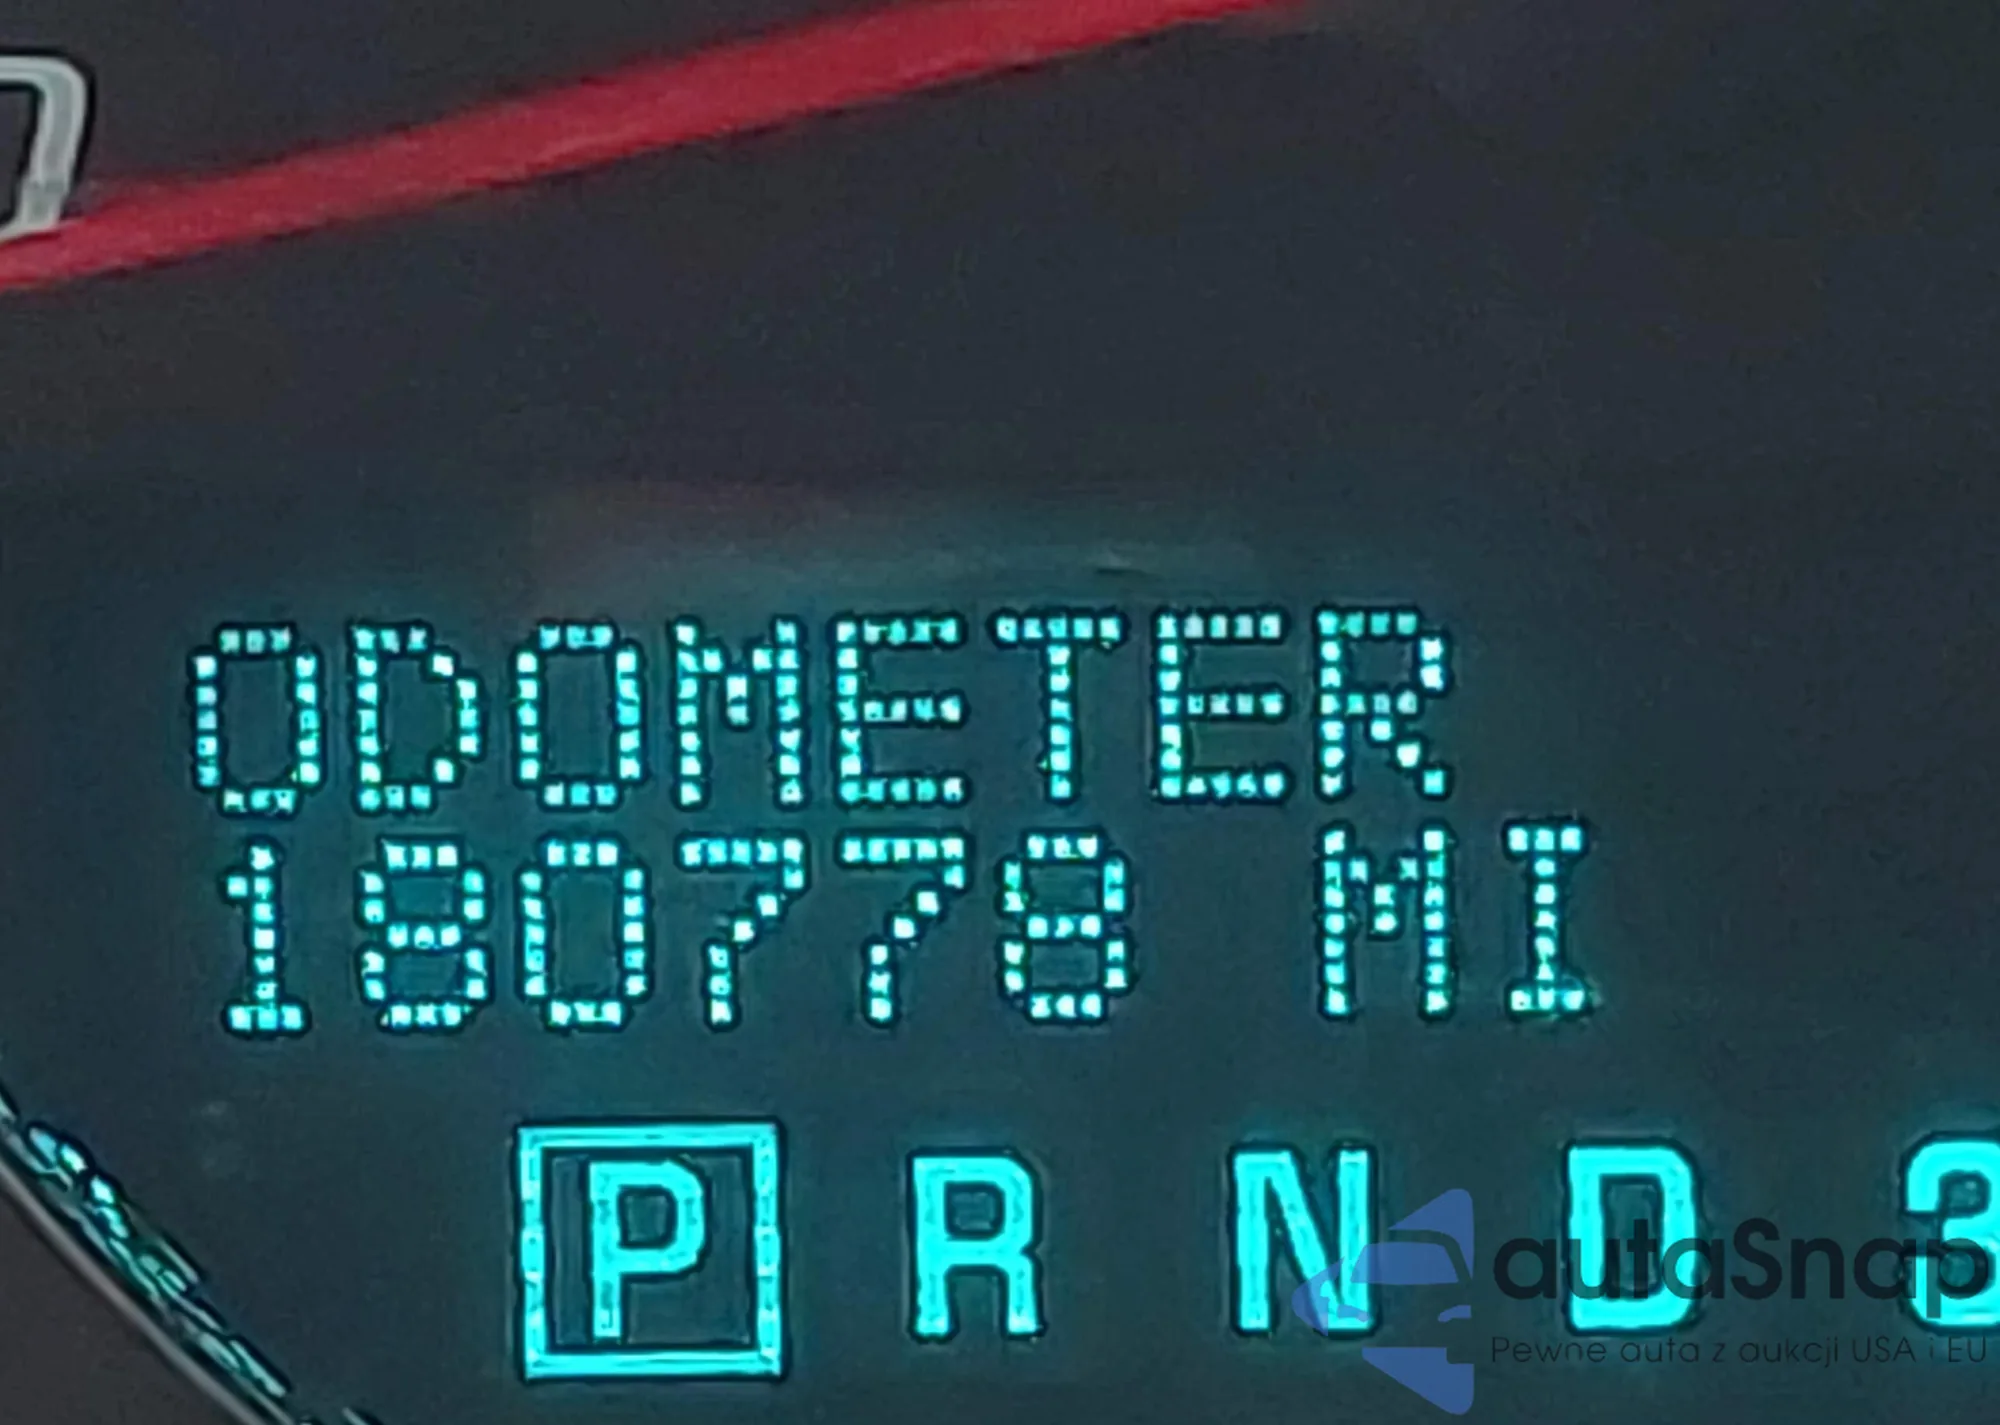 ODOMETER
180778 MI
P R N D 3
autaSnap
Pewne auta z aukcji USA i EU